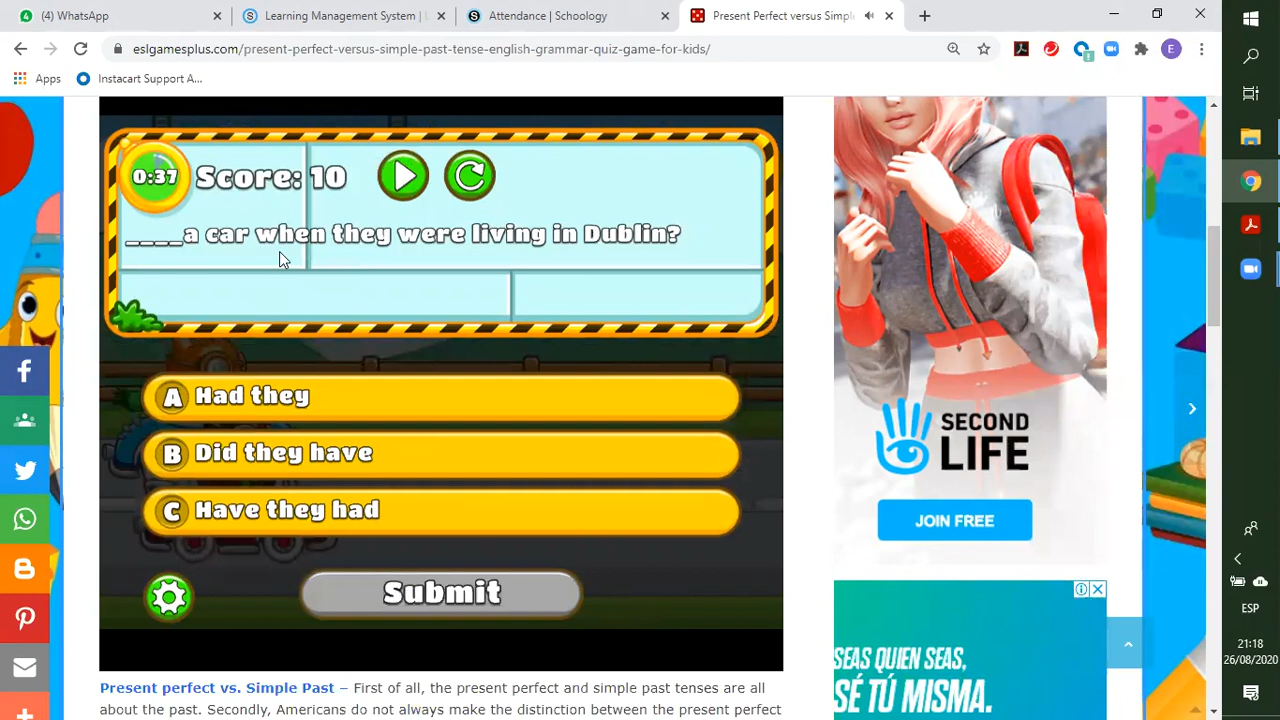 (4) WhatsApp
Learning Management System | L
Attendance | Schoology
Present Perfect versus Simple
eslgamesplus.com/present-perfect-versus-simple-past-tense-english-grammar-quiz-game-for-kids/
E
Apps
Instacart Support A...
0:37
Score: 10
____a car when they were living in Dublin?
A Had they
B Did they have
C Have they had
Submit
SECOND
LIFE
JOIN FREE
SEAS QUIEN SEAS,
SÉ TÚ MISMA.
Present perfect vs. Simple Past – First of all, the present perfect and simple past tenses are all
about the past. Secondly, Americans do not always make the distinction between the present perfect
ESP
21:18
26/08/2020